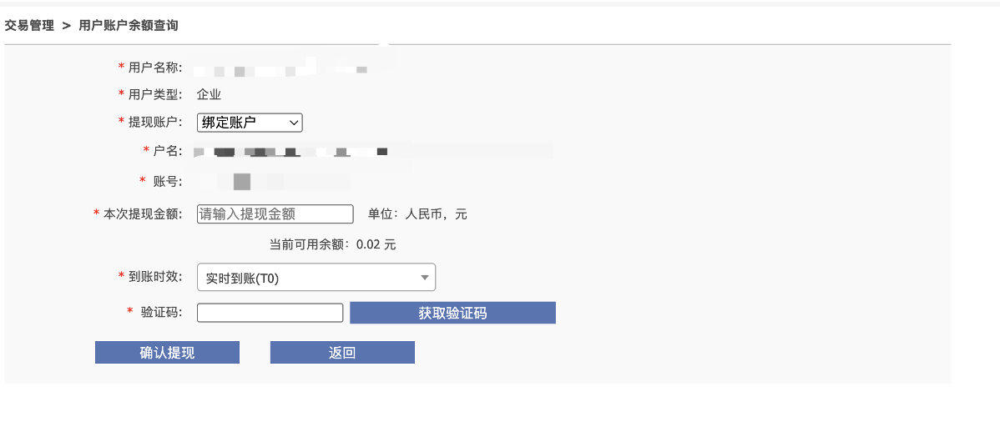 交易管理 > 用户账户余额查询
* 用户名称:
* 用户类型: 企业
* 提现账户: 绑定账户
* 户名:
* 账号:
* 本次提现金额: 请输入提现金额 单位：人民币，元
当前可用余额：0.02 元
* 到账时效: 实时到账(T0)
* 验证码: 获取验证码
确认提现 返回